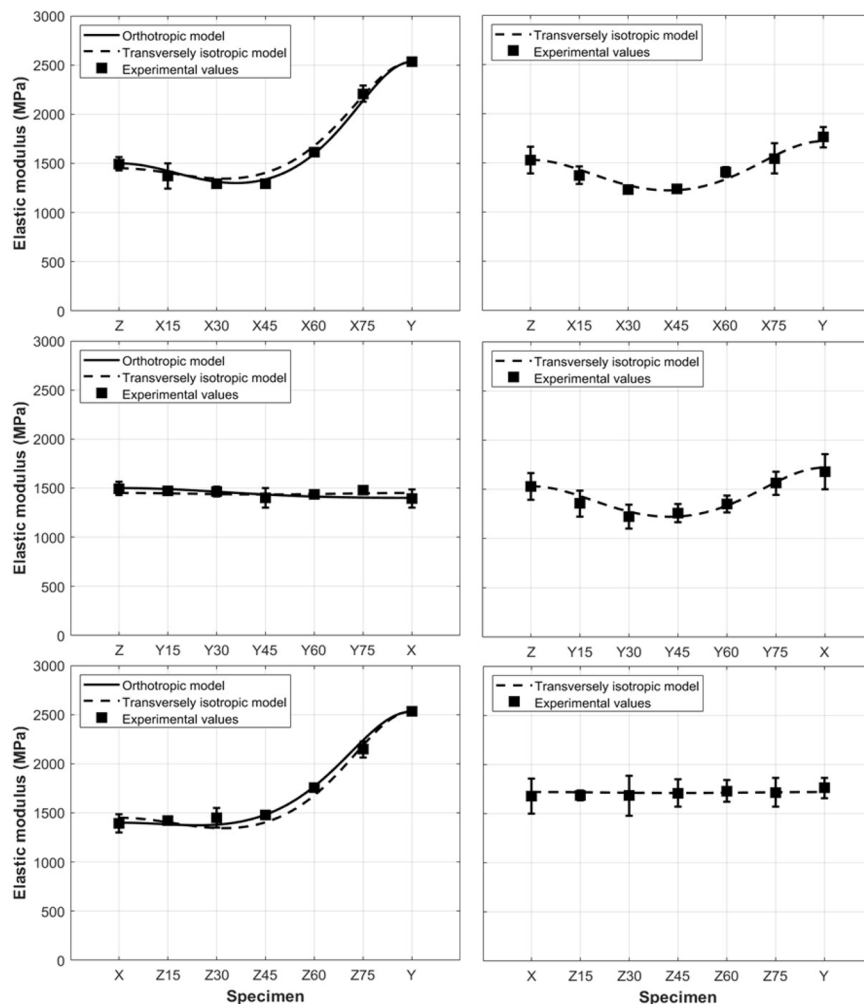 Elastic modulus (MPa)
3000
2500
2000
1500
1000
500
0
Orthotropic model
Transversely isotropic model
Experimental values
Z X15 X30 X45 X60 X75 Y
Transversely isotropic model
Experimental values
Z X15 X30 X45 X60 X75 Y
Elastic modulus (MPa)
3000
2500
2000
1500
1000
500
0
Orthotropic model
Transversely isotropic model
Experimental values
Z Y15 Y30 Y45 Y60 Y75 X
Transversely isotropic model
Experimental values
Z Y15 Y30 Y45 Y60 Y75 X
Elastic modulus (MPa)
3000
2500
2000
1500
1000
500
0
Orthotropic model
Transversely isotropic model
Experimental values
X Z15 Z30 Z45 Z60 Z75 Y
Specimen
Transversely isotropic model
Experimental values
X Z15 Z30 Z45 Z60 Z75 Y
Specimen